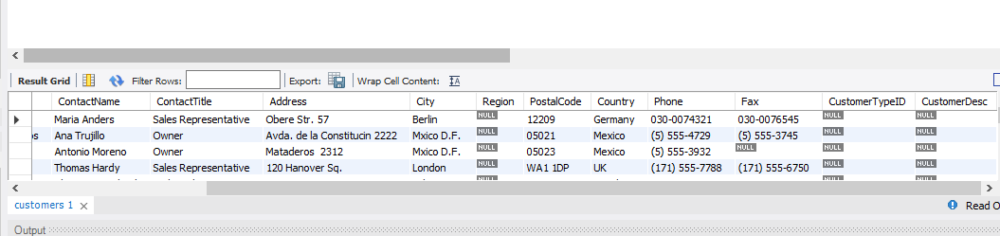 Result Grid Filter Rows: Export: Wrap Cell Content: IA
ContactName ContactTitle Address City Region PostalCode Country Phone Fax CustomerTypeID CustomerDesc
Maria Anders Sales Representative Obere Str. 57 Berlin NULL 12209 Germany 030-0074321 030-0076545 NULL NULL
os Ana Trujillo Owner Avda. de la Constitucin 2222 Mxico D.F. NULL 05021 Mexico (5) 555-4729 (5) 555-3745 NULL NULL
Antonio Moreno Owner Mataderos 2312 Mxico D.F. NULL 05023 Mexico (5) 555-3932 NULL NULL NULL
Thomas Hardy Sales Representative 120 Hanover Sq. London NULL WA1 1DP UK (171) 555-7788 (171) 555-6750 NULL NULL
customers 1 Read O
Output